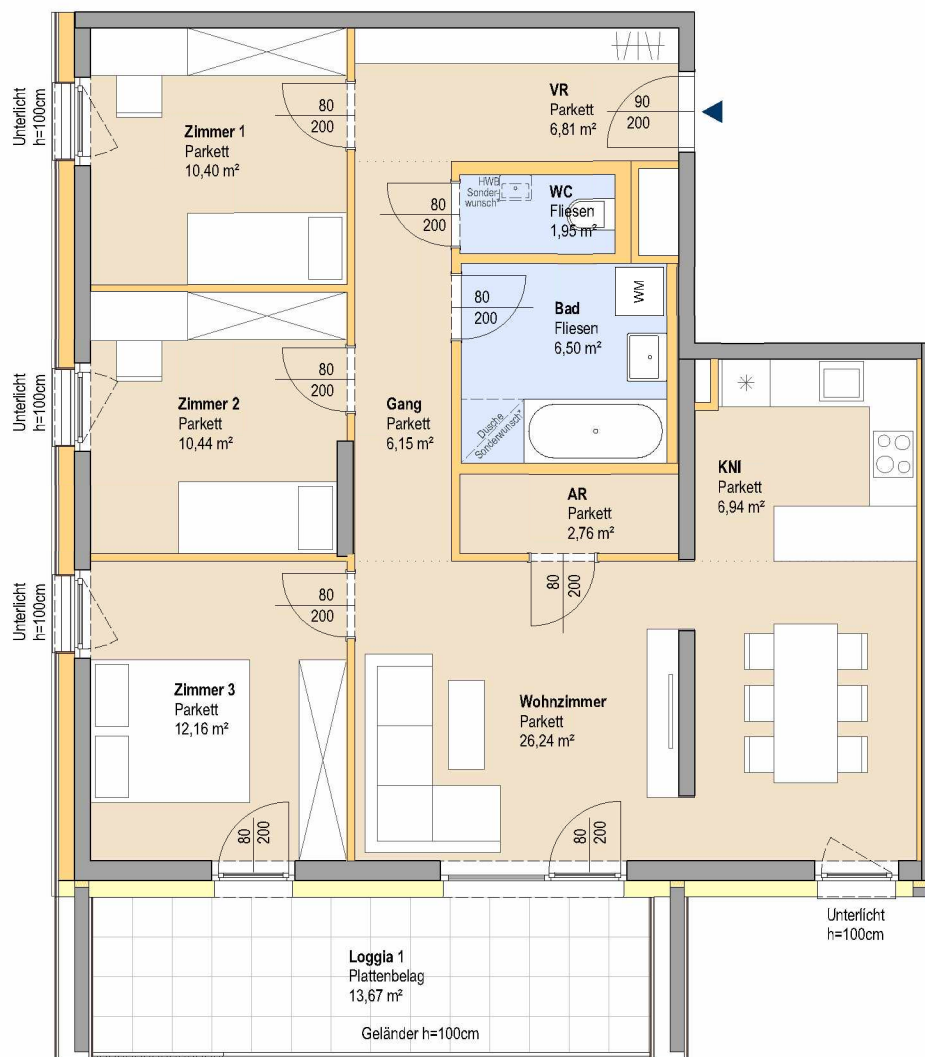 Unterlicht
h=100cm
Zimmer 1
Parkett
10,40 m²
80
200
VR
Parkett
6,81 m²
90
200
HWB
Sonder-
wunsch*
WC
Fliesen
1,95 m²
80
200
80
200
Bad
Fliesen
6,50 m²
WM
Dusche
Sonderwunsch*
Unterlicht
h=100cm
Zimmer 2
Parkett
10,44 m²
80
200
Gang
Parkett
6,15 m²
KNI
Parkett
6,94 m²
AR
Parkett
2,76 m²
80
200
Unterlicht
h=100cm
80
200
Zimmer 3
Parkett
12,16 m²
Wohnzimmer
Parkett
26,24 m²
80
200
80
200
Unterlicht
h=100cm
Loggia 1
Plattenbelag
13,67 m²
Geländer h=100cm